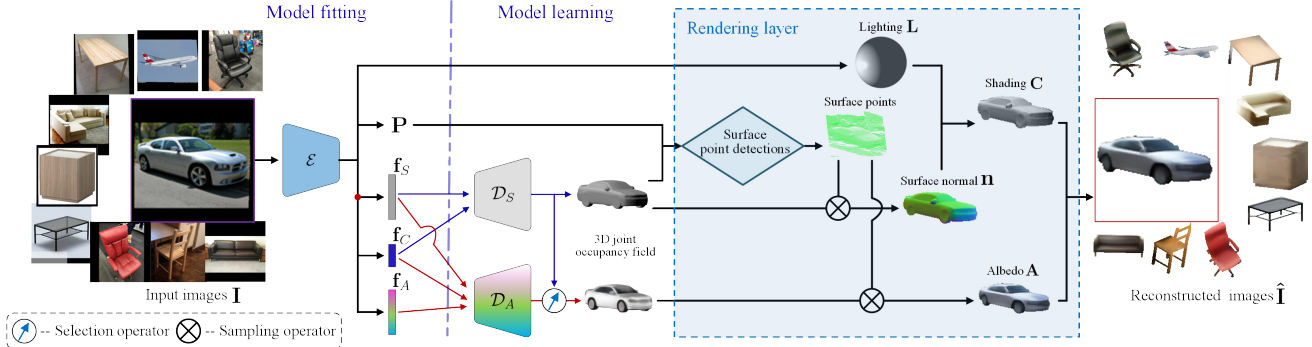 Model fitting
Model learning
Rendering layer
Lighting L
Shading C
Surface points
P
Surface
point detections
ℰ
f_S
𝒟_S
Surface normal n
f_C
3D joint
occupancy field
f_A
𝒟_A
Albedo A
Input images I
Reconstructed images Î
-- Selection operator
-- Sampling operator